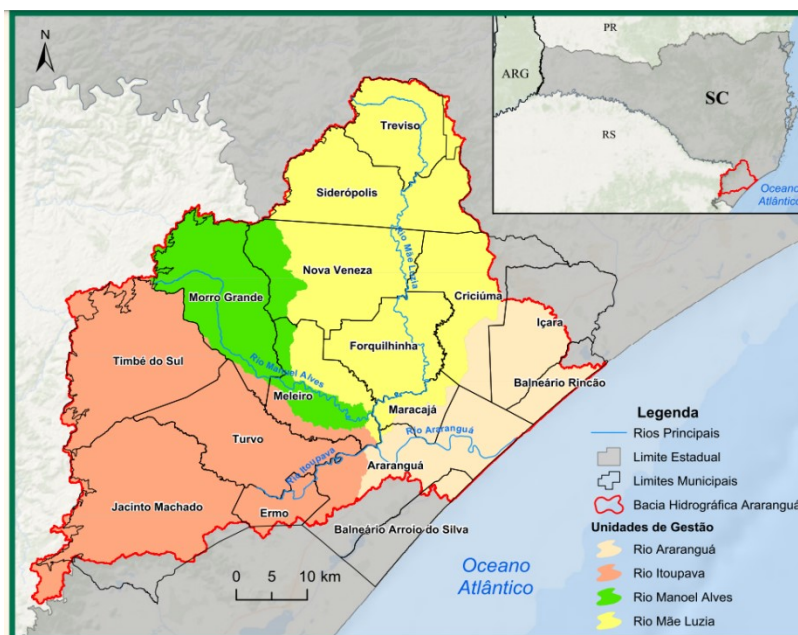 N
PR
ARG
SC
RS
Oceano
Atlântico
Treviso
Siderópolis
Rio Mãe Luzia
Nova Veneza
Criciúma
Morro Grande
Içara
Forquilhinha
Timbé do Sul
Rio Manoel Alves
Balneário Rincão
Meleiro
Maracajá
Turvo
Rio Araranguá
Rio Itoupava
Araranguá
Jacinto Machado
Ermo
Balneário Arroio do Silva
0 5 10 km
Oceano
Atlântico
Legenda
Rios Principais
Limite Estadual
Limites Municipais
Bacia Hidrográfica Araranguá
Unidades de Gestão
Rio Araranguá
Rio Itoupava
Rio Manoel Alves
Rio Mãe Luzia